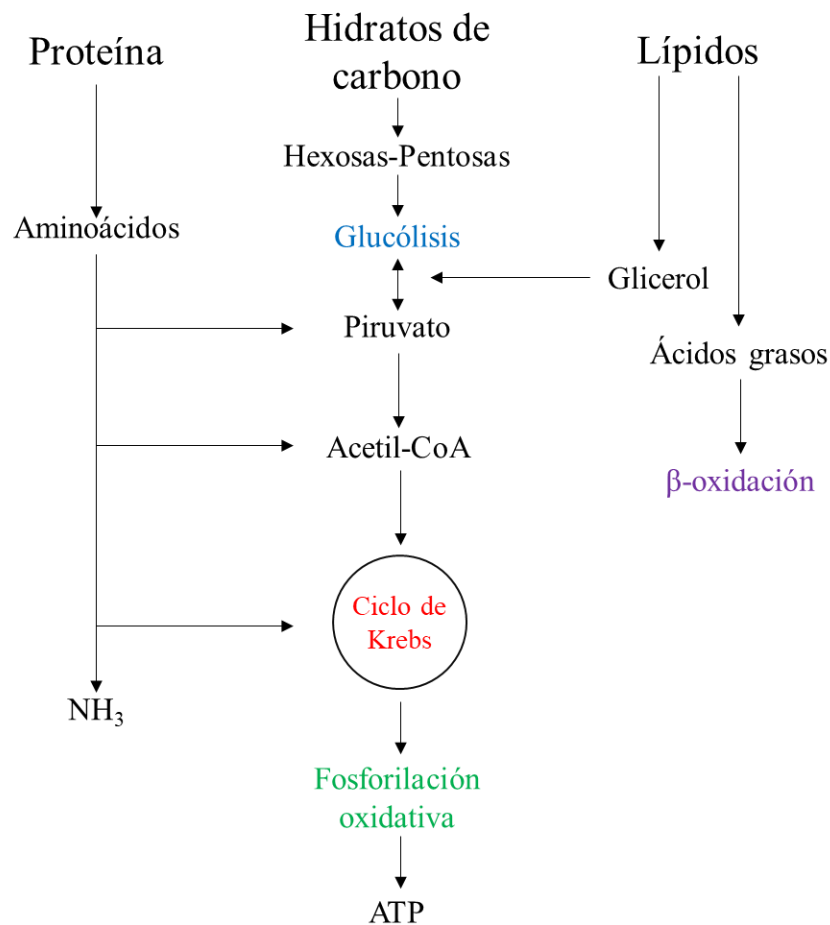 Proteína
Hidratos de
carbono
Lípidos
Hexosas-Pentosas
Aminoácidos
Glucólisis
Glicerol
Piruvato
Ácidos grasos
Acetil-CoA
β-oxidación
Ciclo de
Krebs
NH₃
Fosforilación
oxidativa
ATP